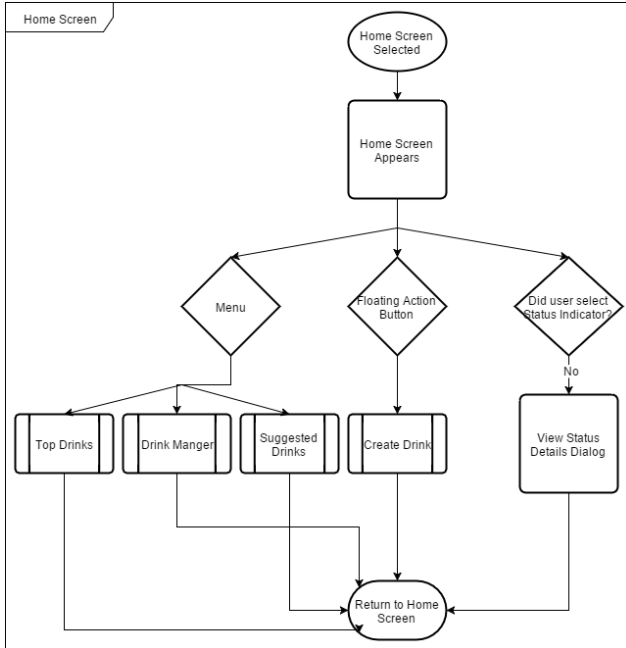 Home Screen
Home Screen
Selected
Home Screen
Appears
Menu
Floating Action
Button
Did user select
Status Indicator?
No
Top Drinks
Drink Manger
Suggested
Drinks
Create Drink
View Status
Details Dialog
Return to Home
Screen